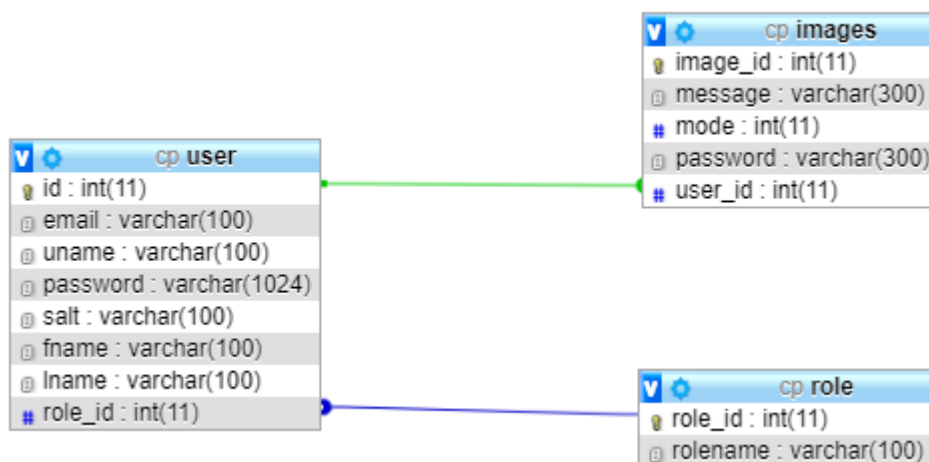 cp user
id : int(11)
email : varchar(100)
uname : varchar(100)
password : varchar(1024)
salt : varchar(100)
fname : varchar(100)
lname : varchar(100)
# role_id : int(11)
cp images
image_id : int(11)
message : varchar(300)
# mode : int(11)
password : varchar(300)
# user_id : int(11)
cp role
role_id : int(11)
rolename : varchar(100)